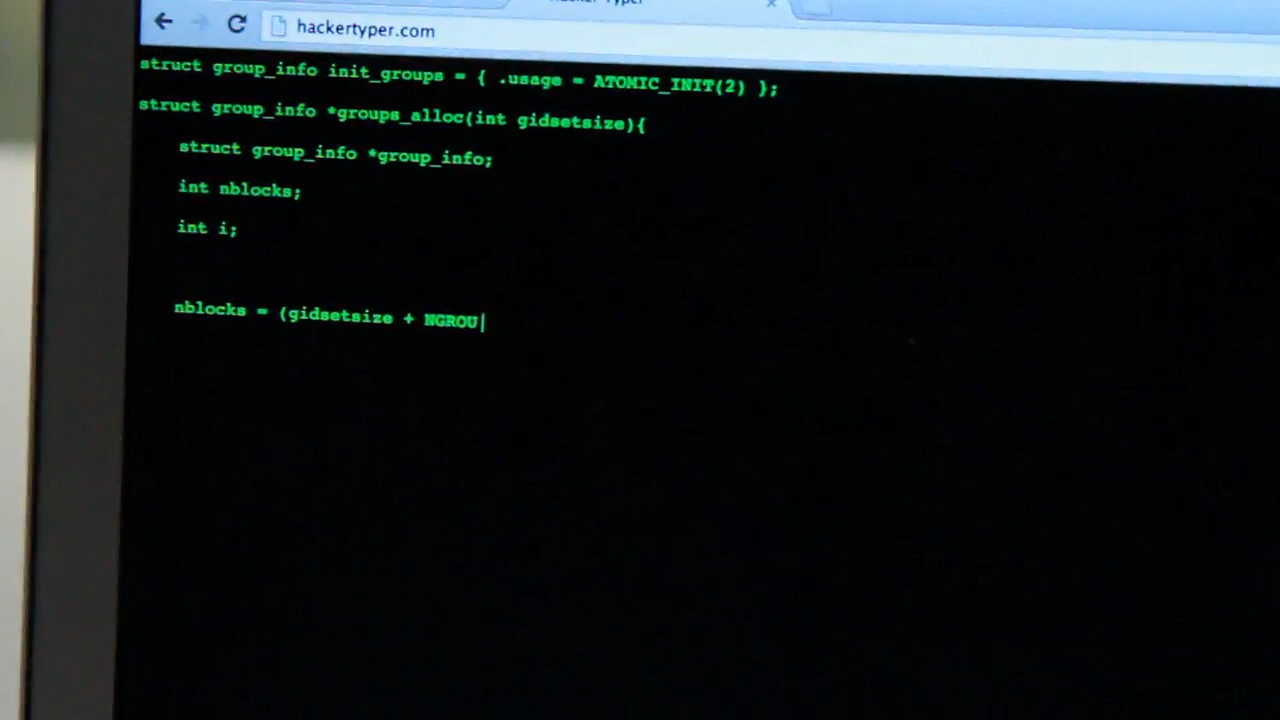 hackertyper.com
struct group_info init_groups = { .usage = ATOMIC_INIT(2) };
struct group_info *groups_alloc(int gidsetsize){
struct group_info *group_info;
int nblocks;
int i;
nblocks = (gidsetsize + NGROU